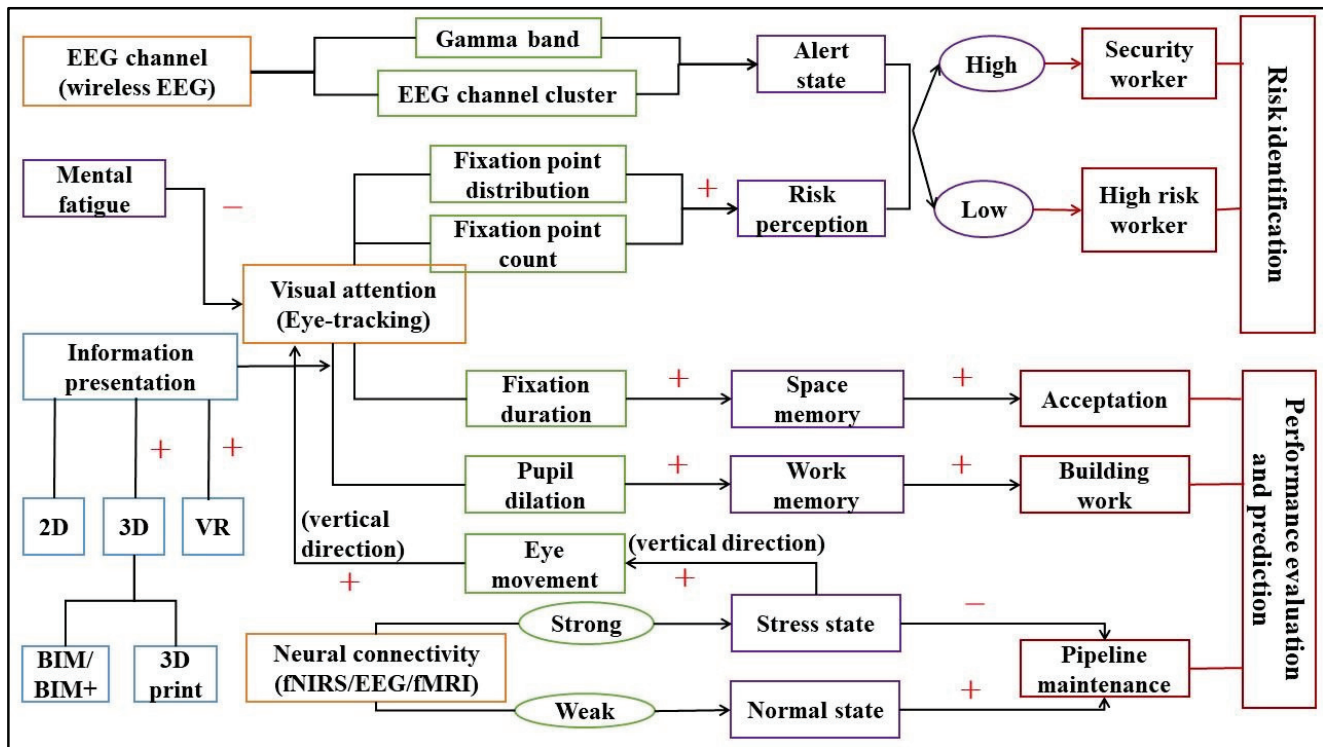 EEG channel
(wireless EEG)
Gamma band
EEG channel cluster
Alert
state
High
Security
worker
Risk identification
Mental
fatigue
−
Fixation point
distribution
Fixation point
count
+
Risk
perception
Low
High risk
worker
Visual attention
(Eye-tracking)
Information
presentation
Fixation
duration
+
Space
memory
+
Acceptation
Performance evaluation
and prediction
+
+
2D
3D
VR
Pupil
dilation
+
Work
memory
+
Building
work
(vertical
direction)
+
Eye
movement
(vertical direction)
+
BIM/
BIM+
3D
print
Neural connectivity
(fNIRS/EEG/fMRI)
Strong
Stress state
−
Pipeline
maintenance
Weak
Normal state
+